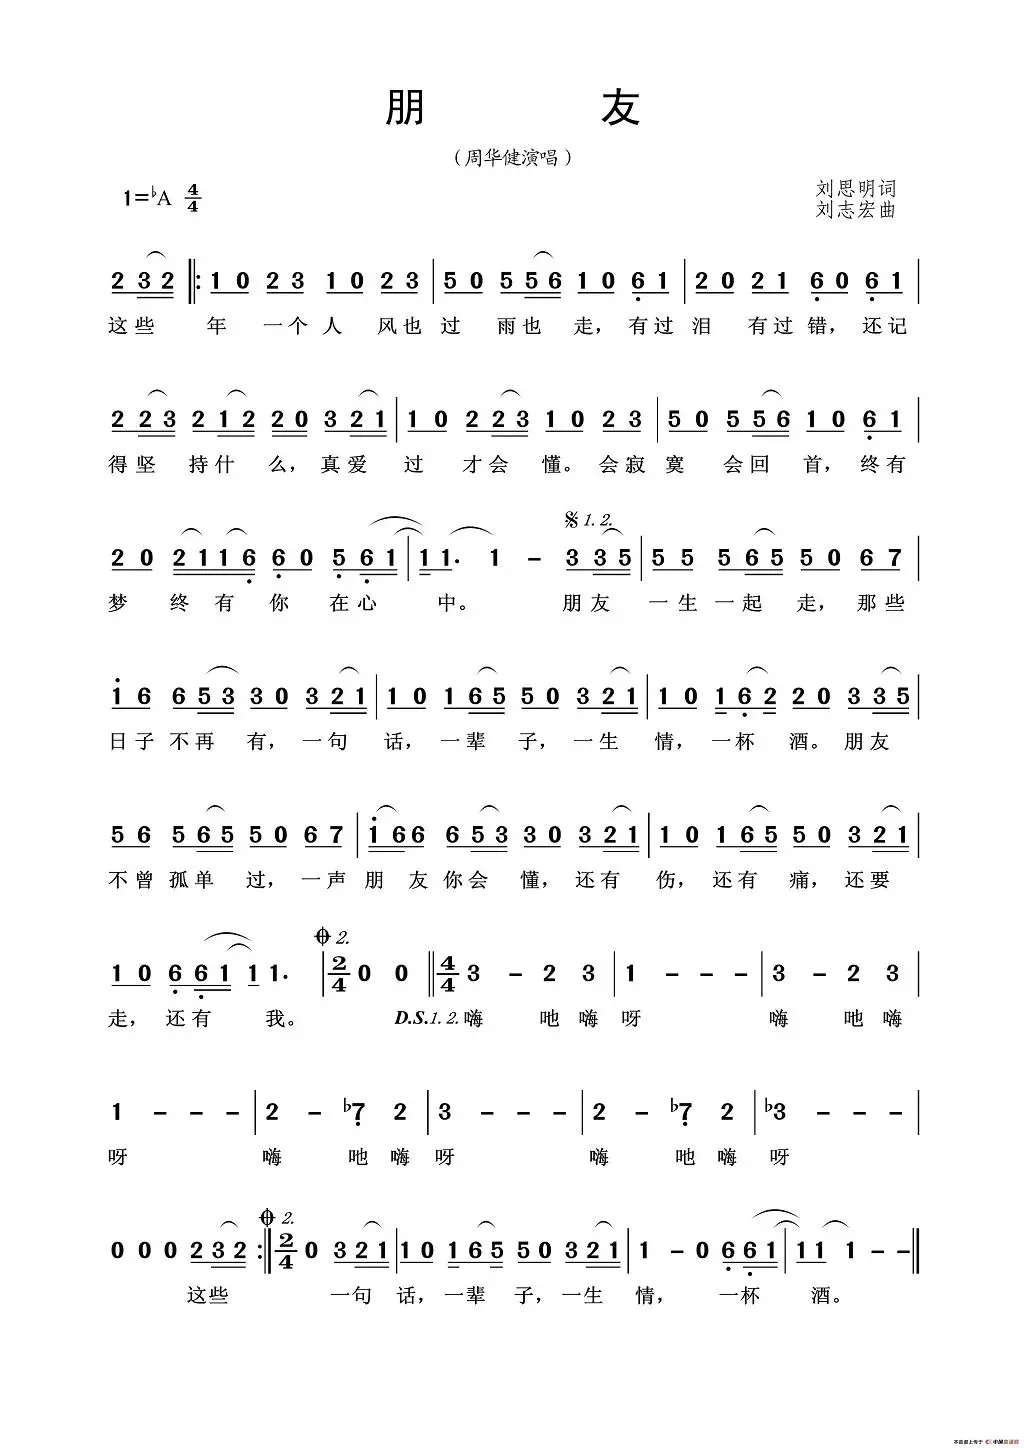 朋 友
（周华健演唱）
1=♭A 4/4
刘思明词
刘志宏曲
2 3 2 ‖: 1 0 2 3 1 0 2 3 | 5 0 5 5 6 1 0 6̣ 1 | 2 0 2 1 6̣ 0 6̣ 1 |
这些 年 一个 人 风也 过 雨也 走，有过 泪 有过 错，还记
2 2 3 2 1 2 2 0 3 2 1 | 1 0 2 2 3 1 0 2 3 | 5 0 5 5 6 1 0 6̣ 1
得坚 持什 么，真爱 过 才会 懂。会寂 寞 会回 首，终有
𝄋 1. 2.
2 0 2 1 1 6̣ 6̣ 0 5̣ 6̣ 1 | 1 1. 1 – 3 3 5 | 5 5 5 6 5 5 0 6 7 |
梦 终有 你 在心 中。 朋友 一生一起 走，那些
1̇ 6 6 5 3 3 0 3 2 1 | 1 0 1 6 5 5 0 3 2 1 | 1 0 1 6̣ 2 2 0 3 3 5 |
日子不再 有，一句 话，一辈 子，一生 情，一杯 酒。朋友
5 6 5 6 5 5 0 6 7 | 1̇ 6 6 6 5 3 3 0 3 2 1 | 1 0 1 6 5 5 0 3 2 1 |
不曾孤单 过，一声 朋 友你会 懂，还有 伤，还有 痛，还要
𝄌 2.
1 0 6̣ 6̣ 1 1 1. | 2/4 0 0 ‖ 4/4 3 – 2 3 | 1 – – – | 3 – 2 3 |
走，还有 我。 D.S.1. 2. 嗨 吔嗨 呀 嗨 吔嗨
1 – – – | 2 – ♭7̣ 2 | 3 – – – | 2 – ♭7̣ 2 | ♭3 – – – |
呀 嗨 吔嗨 呀 嗨 吔嗨 呀
𝄌 2.
0 0 0 2 3 2 :‖ 2/4 0 3 2 1 | 1 0 1 6 5 5 0 3 2 1 | 1 – 0 6̣ 6̣ 1 | 1 1 1 – – ‖
这些 一句 话，一辈 子，一生 情， 一杯 酒。